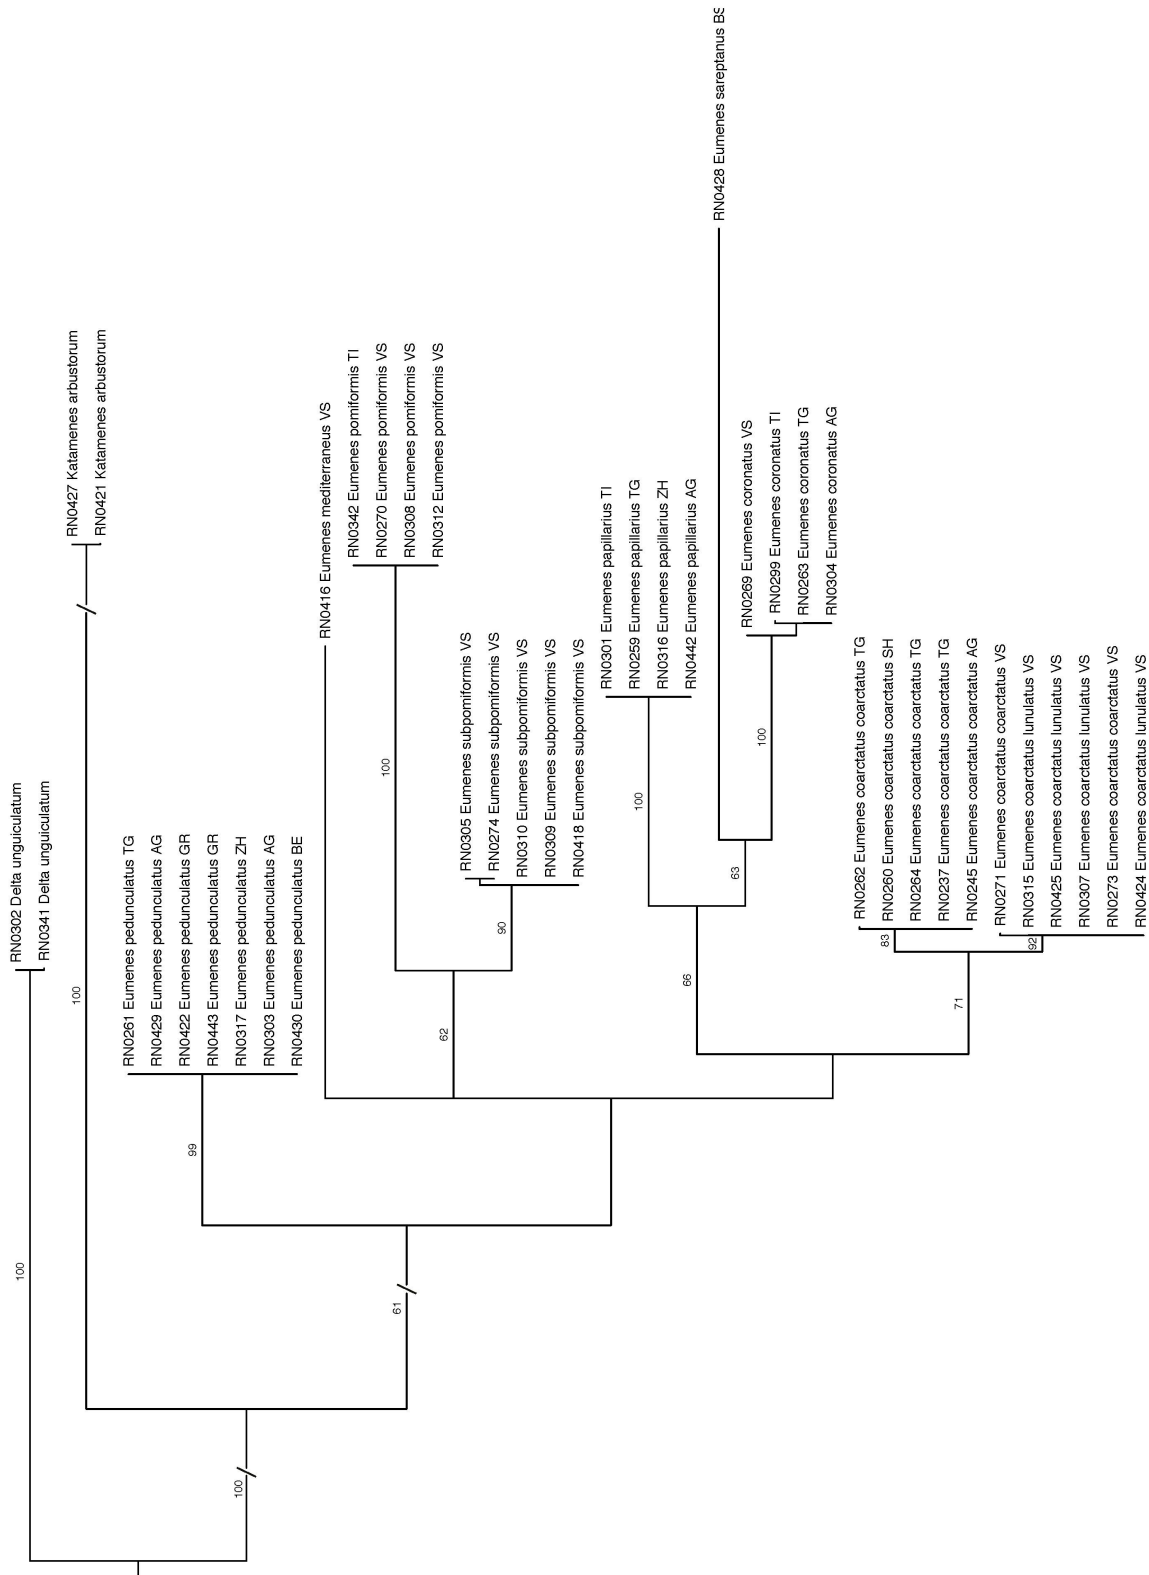 RN0302 Delta unguiculatum
RN0341 Delta unguiculatum
100
RN0427 Katamenes arbustorum
RN0421 Katamenes arbustorum
100
RN0261 Eumenes pedunculatus TG
RN0429 Eumenes pedunculatus AG
RN0422 Eumenes pedunculatus GR
RN0443 Eumenes pedunculatus GR
RN0317 Eumenes pedunculatus ZH
RN0303 Eumenes pedunculatus AG
RN0430 Eumenes pedunculatus BE
99
100
61
RN0416 Eumenes mediterraneus VS
RN0342 Eumenes pomiformis TI
RN0270 Eumenes pomiformis VS
RN0308 Eumenes pomiformis VS
RN0312 Eumenes pomiformis VS
100
RN0305 Eumenes subpomiformis VS
RN0274 Eumenes subpomiformis VS
RN0310 Eumenes subpomiformis VS
RN0309 Eumenes subpomiformis VS
RN0418 Eumenes subpomiformis VS
90
62
RN0301 Eumenes papillarius TI
RN0259 Eumenes papillarius TG
RN0316 Eumenes papillarius ZH
RN0442 Eumenes papillarius AG
100
RN0428 Eumenes sareptanus BS
RN0269 Eumenes coronatus VS
RN0299 Eumenes coronatus TI
RN0263 Eumenes coronatus TG
RN0304 Eumenes coronatus AG
100
63
66
RN0262 Eumenes coarctatus coarctatus TG
RN0260 Eumenes coarctatus coarctatus SH
RN0264 Eumenes coarctatus coarctatus TG
RN0237 Eumenes coarctatus coarctatus TG
RN0245 Eumenes coarctatus coarctatus AG
83
RN0271 Eumenes coarctatus coarctatus VS
RN0315 Eumenes coarctatus lunulatus VS
RN0425 Eumenes coarctatus lunulatus VS
RN0307 Eumenes coarctatus lunulatus VS
RN0273 Eumenes coarctatus coarctatus VS
RN0424 Eumenes coarctatus lunulatus VS
92
71